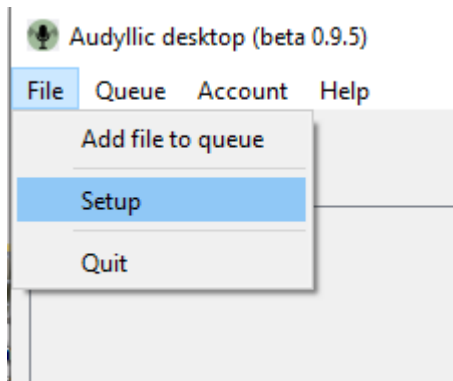 Audyllic desktop (beta 0.9.5)
File Queue Account Help
Add file to queue
Setup
Quit